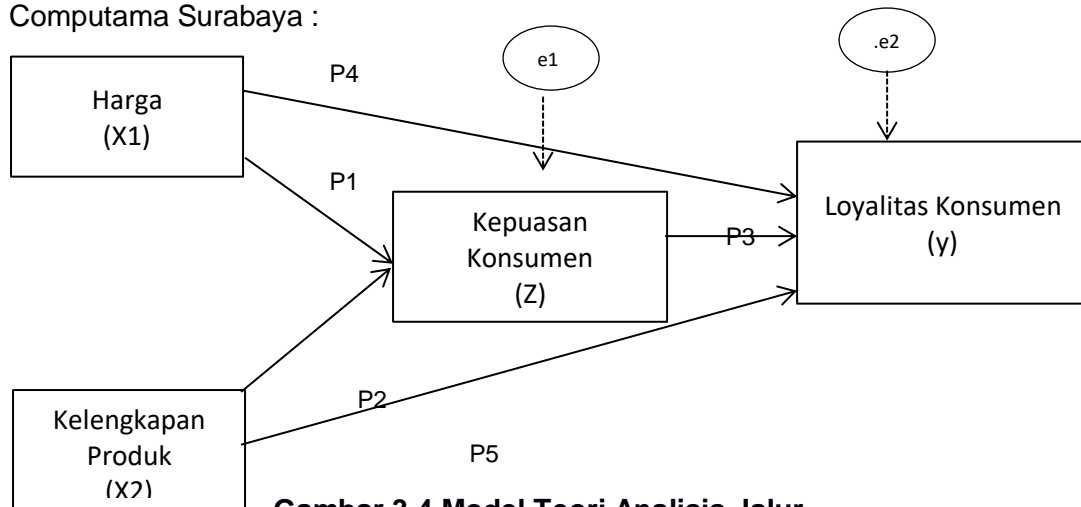 Computama Surabaya :
e1
.e2
P4
Harga
(X1)
P1
Kepuasan
Konsumen
(Z)
P3
Loyalitas Konsumen
(y)
P2
Kelengkapan
Produk
(X2)
P5
Gambar 3.4 Model Teori Analisis Jalur